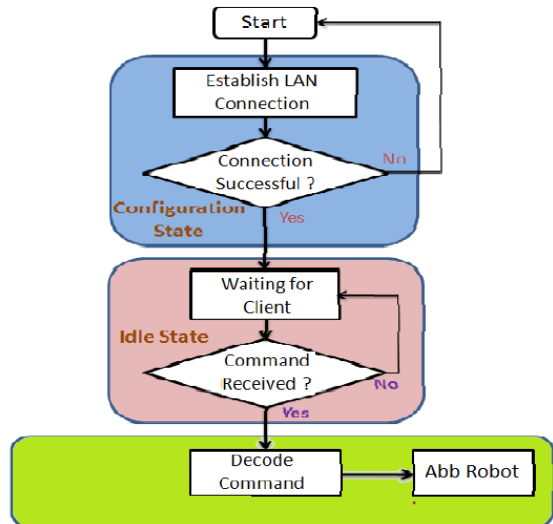 Start
Establish LAN
Connection
Connection
Successful ?
No
Configuration
State
Yes
Waiting for
Client
Idle State
Command
Received ?
No
Yes
Decode
Command
Abb Robot